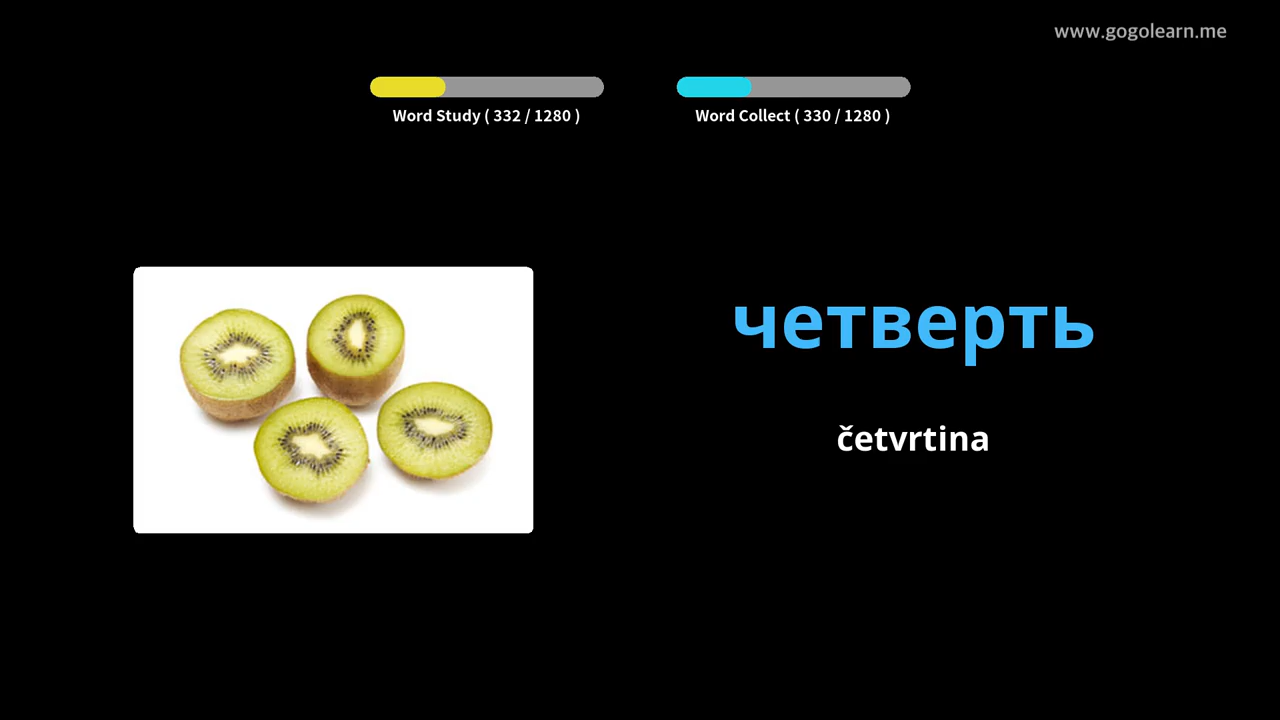 www.gogolearn.me
Word Study ( 332 / 1280 )
Word Collect ( 330 / 1280 )
четверть
četvrtina